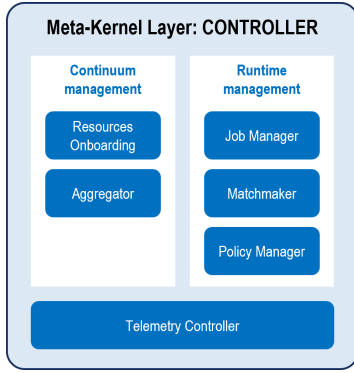 Meta-Kernel Layer: CONTROLLER
Continuum
management
Resources
Onboarding
Aggregator
Runtime
management
Job Manager
Matchmaker
Policy Manager
Telemetry Controller